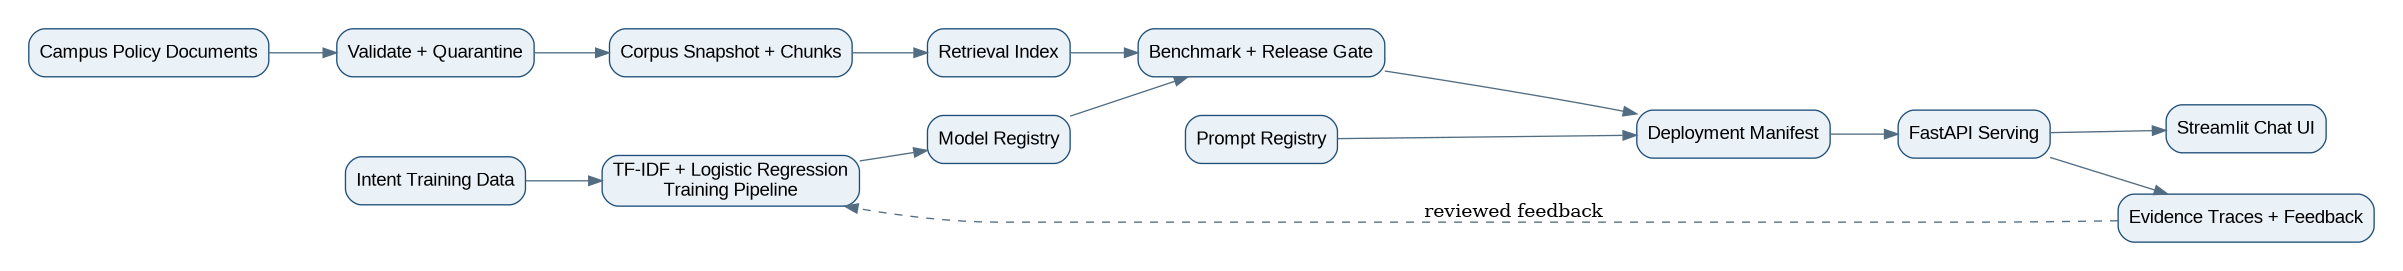 Campus Policy Documents
Validate + Quarantine
Corpus Snapshot + Chunks
Retrieval Index
Benchmark + Release Gate
Intent Training Data
TF-IDF + Logistic Regression
Training Pipeline
Model Registry
Prompt Registry
Deployment Manifest
FastAPI Serving
Streamlit Chat UI
Evidence Traces + Feedback
reviewed feedback